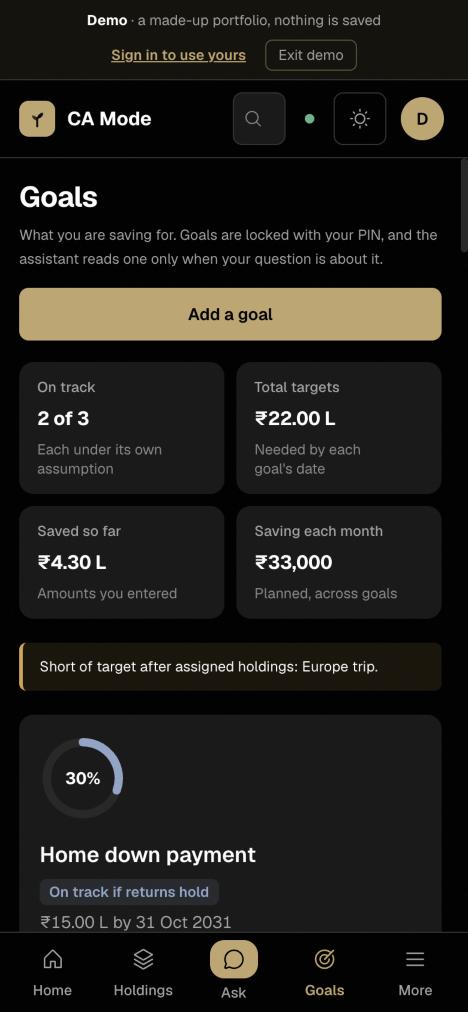 Demo · a made-up portfolio, nothing is saved
Sign in to use yours
Exit demo
CA Mode
D
Goals
What you are saving for. Goals are locked with your PIN, and the
assistant reads one only when your question is about it.
Add a goal
On track
2 of 3
Each under its own
assumption
Total targets
₹22.00 L
Needed by each
goal's date
Saved so far
₹4.30 L
Amounts you entered
Saving each month
₹33,000
Planned, across goals
Short of target after assigned holdings: Europe trip.
30%
Home down payment
On track if returns hold
₹15.00 L by 31 Oct 2031
Home
Holdings
Ask
Goals
More